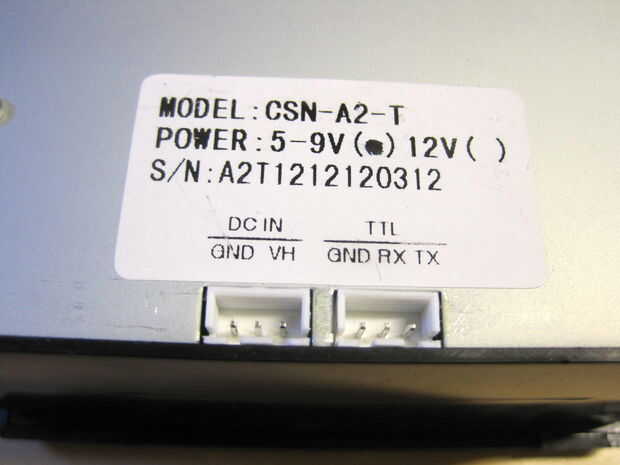 MODEL:CSN-A2-T
POWER:5-9V(●)12V( )
S/N:A2T1212120312
DC IN TTL
GND VH GND RX TX